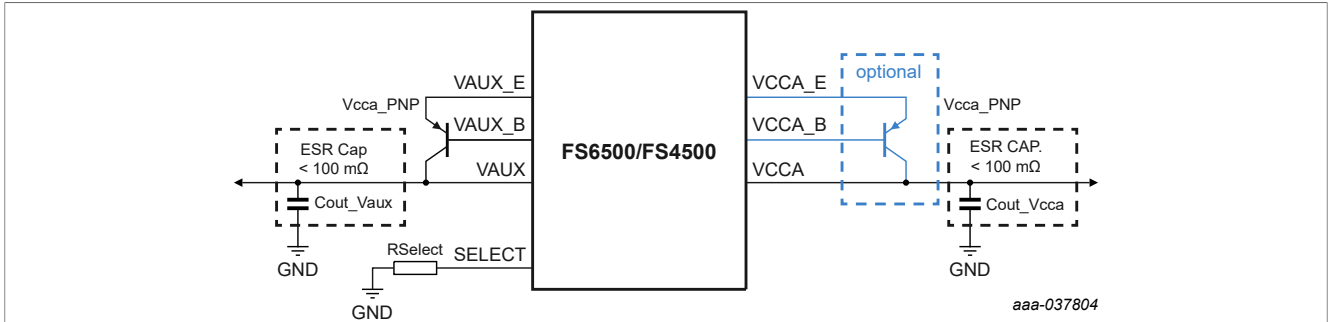 optional
VAUX_E
VCCA_E
Vcca_PNP
Vcca_PNP
VAUX_B
VCCA_B
FS6500/FS4500
ESR Cap
< 100 mΩ
ESR CAP.
< 100 mΩ
VAUX
VCCA
Cout_Vaux
Cout_Vcca
RSelect
SELECT
GND
GND
GND
aaa-037804